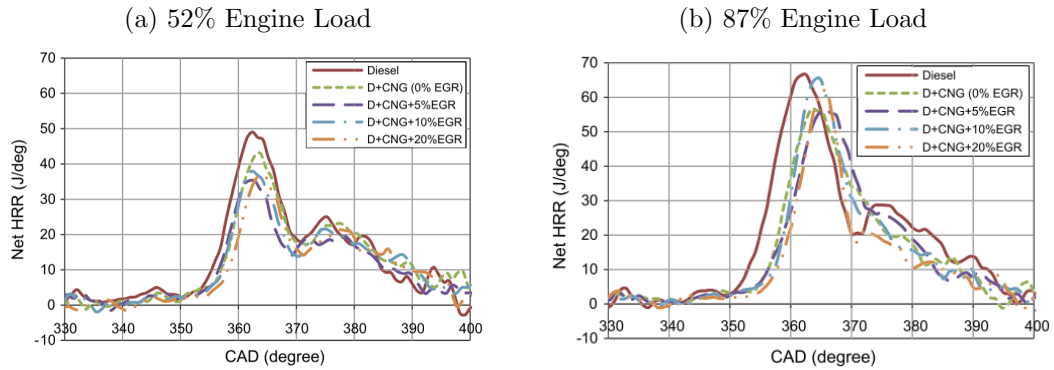 (a) 52% Engine Load
70
60
50
40
30
20
10
0
-10
330
340
350
360
370
380
390
400
Net HRR (J/deg)
CAD (degree)
Diesel
D+CNG (0% EGR)
D+CNG+5%EGR
D+CNG+10%EGR
D+CNG+20%EGR
(b) 87% Engine Load
70
60
50
40
30
20
10
0
-10
330
340
350
360
370
380
390
400
Net HRR (J/deg)
CAD (degree)
Diesel
D+CNG (0% EGR)
D+CNG+5%EGR
D+CNG+10%EGR
D+CNG+20%EGR